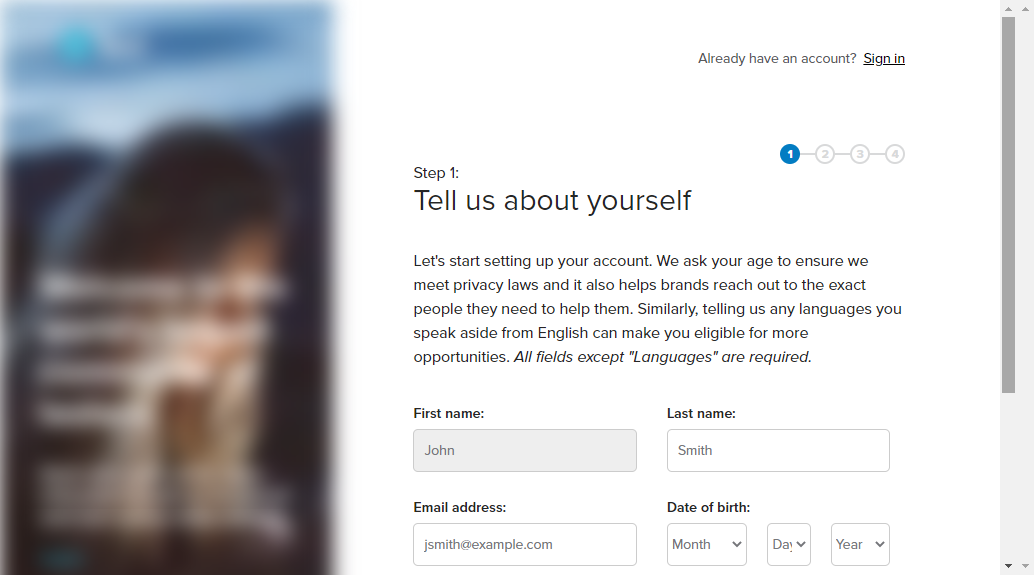 Already have an account? Sign in
1 2 3 4
Step 1:
Tell us about yourself
Let's start setting up your account. We ask your age to ensure we
meet privacy laws and it also helps brands reach out to the exact
people they need to help them. Similarly, telling us any languages you
speak aside from English can make you eligible for more
opportunities. All fields except "Languages" are required.
First name: Last name:
John Smith
Email address: Date of birth:
jsmith@example.com Month Day Year